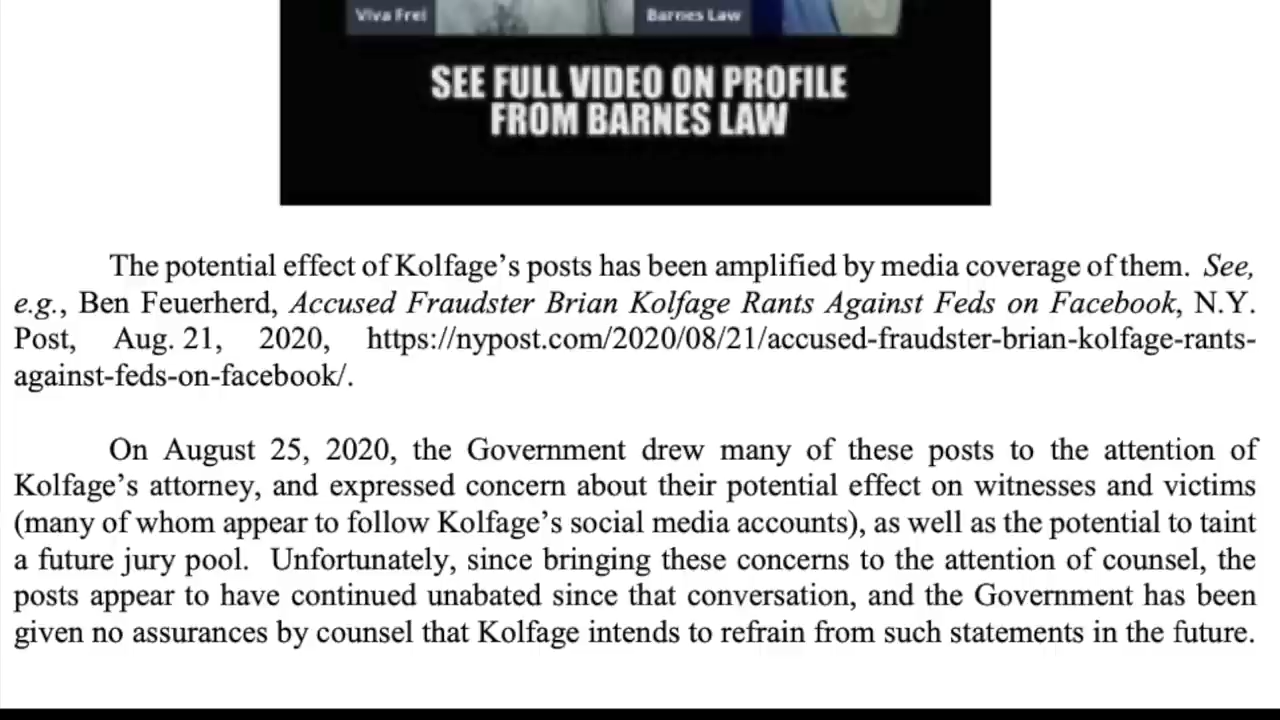 Viva Frei
Barnes Law
SEE FULL VIDEO ON PROFILE
FROM BARNES LAW
The potential effect of Kolfage’s posts has been amplified by media coverage of them. See,
e.g., Ben Feuerherd, Accused Fraudster Brian Kolfage Rants Against Feds on Facebook, N.Y.
Post, Aug. 21, 2020, https://nypost.com/2020/08/21/accused-fraudster-brian-kolfage-rants-
against-feds-on-facebook/.
On August 25, 2020, the Government drew many of these posts to the attention of
Kolfage’s attorney, and expressed concern about their potential effect on witnesses and victims
(many of whom appear to follow Kolfage’s social media accounts), as well as the potential to taint
a future jury pool. Unfortunately, since bringing these concerns to the attention of counsel, the
posts appear to have continued unabated since that conversation, and the Government has been
given no assurances by counsel that Kolfage intends to refrain from such statements in the future.